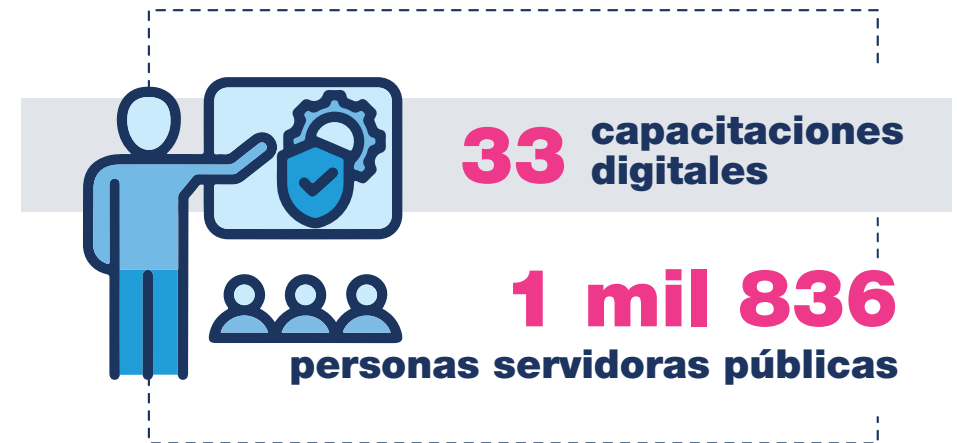 33 capacitaciones
digitales
1 mil 836
personas servidoras públicas